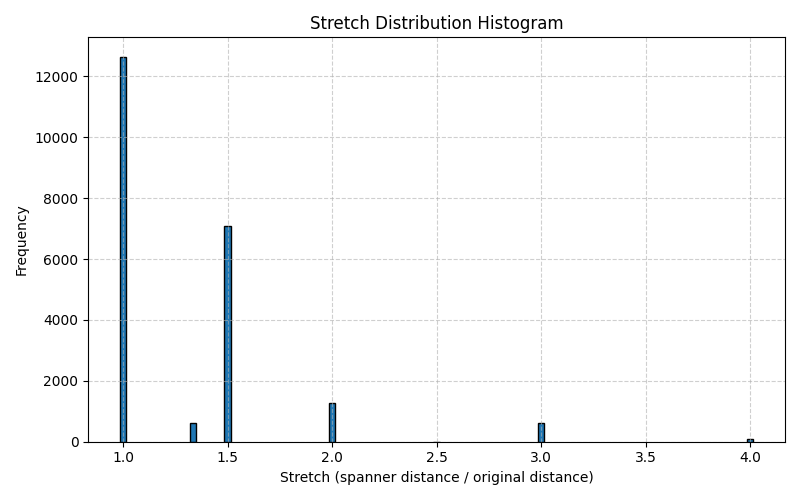 Stretch Distribution Histogram
Frequency
12000
10000
8000
6000
4000
2000
0
1.0 1.5 2.0 2.5 3.0 3.5 4.0
Stretch (spanner distance / original distance)